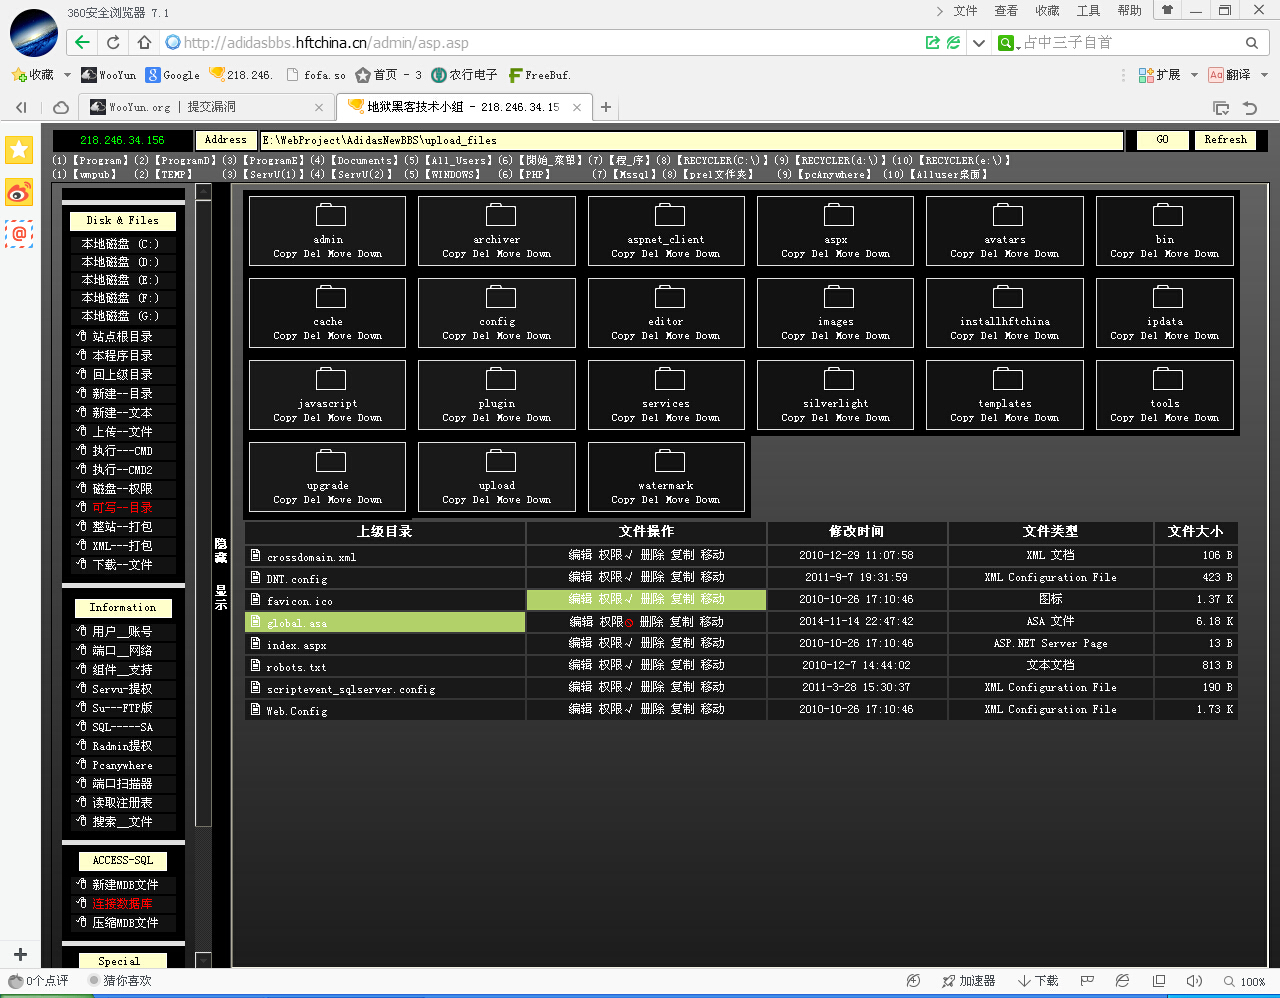 360安全浏览器 7.1
文件 查看 收藏 工具 帮助
http://adidasbbs.hftchina.cn/admin/asp.asp
占中三子自首
收藏 WooYun Google 218.246. fofa.so 首页 - 3 农行电子 FreeBuf.
扩展 翻译
WooYun.org | 提交漏洞
地狱黑客技术小组 - 218.246.34.15
218.246.34.156 Address E:\WebProject\AdidasNewBBS\upload_files GO Refresh
(1)【Program】 (2)【ProgramD】 (3)【ProgramE】 (4)【Documents】 (5)【All_Users】 (6)【開始_菜單】 (7)【程_序】 (8)【RECYCLER(C:\)】 (9)【RECYCLER(d:\)】 (10)【RECYCLER(e:\)】
(1)【wmpub】 (2)【TEMP】 (3)【ServU(1)】 (4)【ServU(2)】 (5)【WINDOWS】 (6)【PHP】 (7)【Mssql】 (8)【prel文件夹】 (9)【pcAnywhere】 (10)【Alluser桌面】
Disk & Files
本地磁盘 (C:)
本地磁盘 (D:)
本地磁盘 (E:)
本地磁盘 (F:)
本地磁盘 (G:)
站点根目录
本程序目录
回上级目录
新建--目录
新建--文本
上传--文件
执行---CMD
执行--CMD2
磁盘--权限
可写--目录
整站--打包
XML---打包
下载--文件
Information
用户__账号
端口__网络
组件__支持
Servu-提权
Su---FTP版
SQL-----SA
Radmin提权
Pcanywhere
端口扫描器
读取注册表
搜索__文件
ACCESS-SQL
新建MDB文件
连接数据库
压缩MDB文件
Special
隐藏
显示
admin archiver aspnet_client aspx avatars bin
Copy Del Move Down Copy Del Move Down Copy Del Move Down Copy Del Move Down Copy Del Move Down Copy Del Move Down
cache config editor images installhftchina ipdata
Copy Del Move Down Copy Del Move Down Copy Del Move Down Copy Del Move Down Copy Del Move Down Copy Del Move Down
javascript plugin services silverlight templates tools
Copy Del Move Down Copy Del Move Down Copy Del Move Down Copy Del Move Down Copy Del Move Down Copy Del Move Down
upgrade upload watermark
Copy Del Move Down Copy Del Move Down Copy Del Move Down
上级目录 文件操作 修改时间 文件类型 文件大小
crossdomain.xml 编辑 权限√ 删除 复制 移动 2010-12-29 11:07:58 XML 文档 106 B
DNT.config 编辑 权限√ 删除 复制 移动 2011-9-7 19:31:59 XML Configuration File 423 B
favicon.ico 编辑 权限√ 删除 复制 移动 2010-10-26 17:10:46 图标 1.37 K
global.asa 编辑 权限 删除 复制 移动 2014-11-14 22:47:42 ASA 文件 6.18 K
index.aspx 编辑 权限√ 删除 复制 移动 2010-10-26 17:10:46 ASP.NET Server Page 13 B
robots.txt 编辑 权限√ 删除 复制 移动 2010-12-7 14:44:02 文本文档 813 B
scriptevent_sqlserver.config 编辑 权限√ 删除 复制 移动 2011-3-28 15:30:37 XML Configuration File 190 B
Web.Config 编辑 权限√ 删除 复制 移动 2010-10-26 17:10:46 XML Configuration File 1.73 K
0个点评 猜你喜欢 加速器 下载 100%